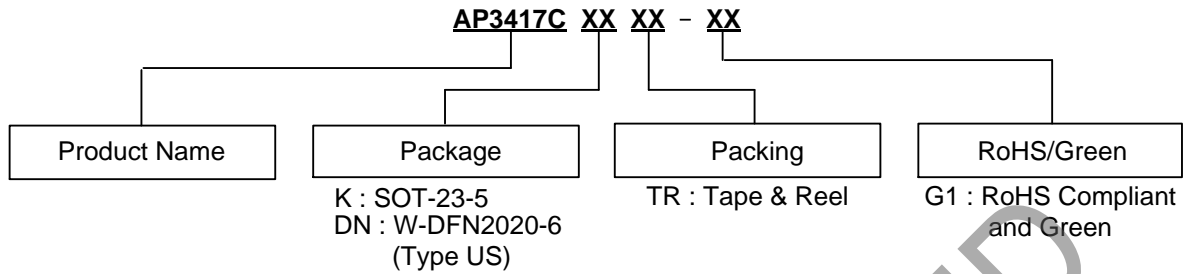 AP3417C XX XX – XX
Product Name
Package
Packing
RoHS/Green
K : SOT-23-5
DN : W-DFN2020-6
(Type US)
TR : Tape & Reel
G1 : RoHS Compliant
and Green